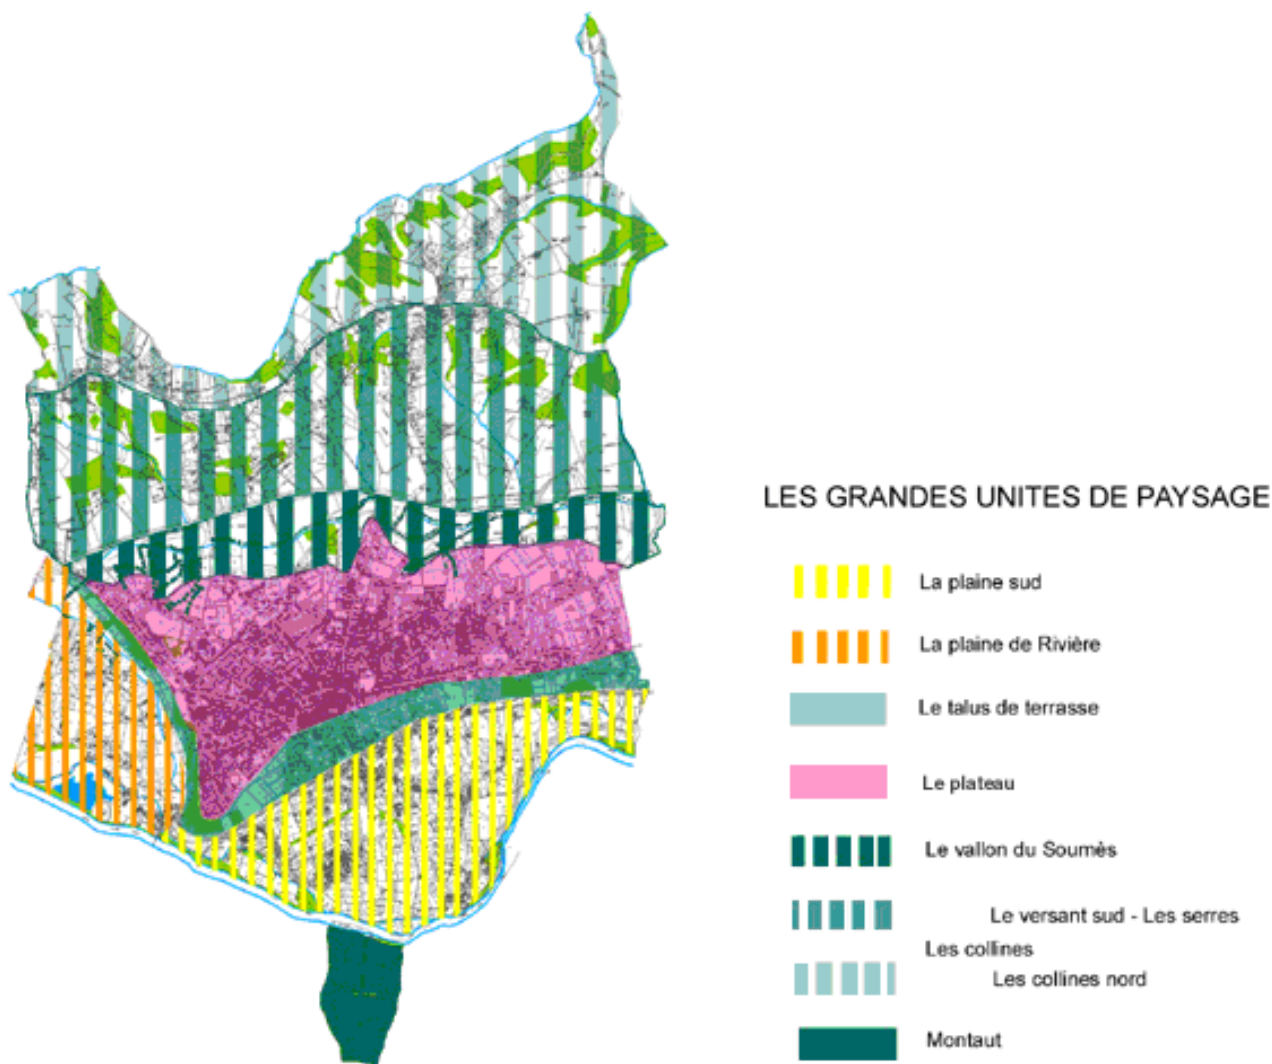 LES GRANDES UNITES DE PAYSAGE
La plaine sud
La plaine de Rivière
Le talus de terrasse
Le plateau
Le vallon du Soumès
Le versant sud - Les serres
Les collines
Les collines nord
Montaut